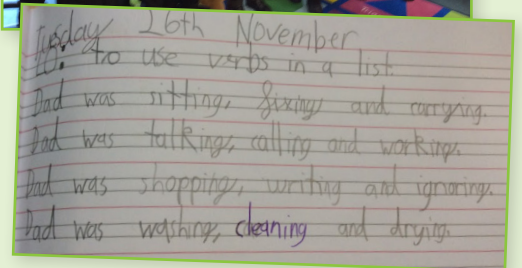 Tuesday 26th November
L.O. to use verbs in a list.
Dad was sitting, fixing and carrying.
Dad was talking, calling and working.
Dad was shopping, writing and ignoring.
Dad was washing, cleaning and drying.